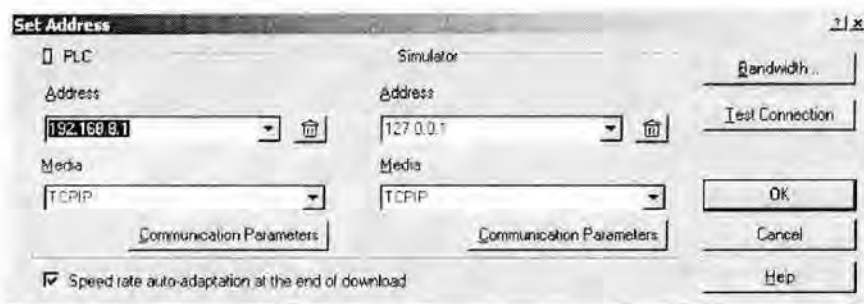 Set Address
PLC
Simulator
Bandwidth...
Address
Address
192.168.8.1
127.0.0.1
Test Connection
Media
Media
TCPIP
TCPIP
OK
Communication Parameters
Communication Parameters
Cancel
Speed rate auto-adaptation at the end of download
Help